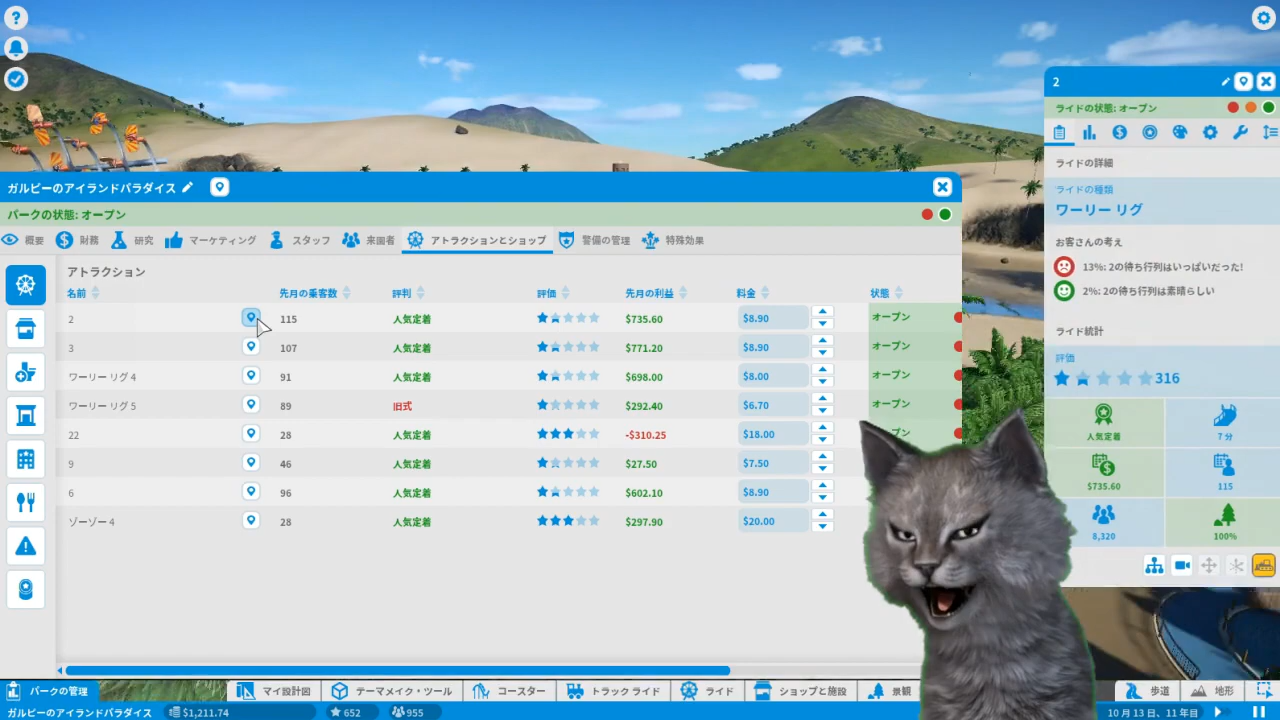 ?
2
ライドの状態: オープン
ライドの詳細
ライドの種類
ワーリー リグ
お客さんの考え
13%: 2の待ち行列はいっぱいだった!
2%: 2の待ち行列は素晴らしい
ライド統計
評価
316
人気定着
7 分
$735.60
115
8,320
100%
ガルピーのアイランドパラダイス
パークの状態: オープン
概要 財務 研究 マーケティング スタッフ 来園者 アトラクションとショップ 警備の管理 特殊効果
アトラクション
名前 先月の乗客数 評判 評価 先月の利益 料金 状態
2 115 人気定着 $735.60 $8.90 オープン
3 107 人気定着 $771.20 $8.90 オープン
ワーリー リグ 4 91 人気定着 $698.00 $8.00 オープン
ワーリー リグ 5 89 旧式 $292.40 $6.70 オープン
22 28 人気定着 -$310.25 $18.00 ープン
9 46 人気定着 $27.50 $7.50
6 96 人気定着 $602.10 $8.90
ゾーゾー 4 28 人気定着 $297.90 $20.00
パークの管理 マイ設計図 テーマメイク・ツール コースター トラック ライド ライド ショップと施設 景観 歩道 地形
ガルピーのアイランドパラダイス $1,211.74 652 955 10 月 13 日、11 年目